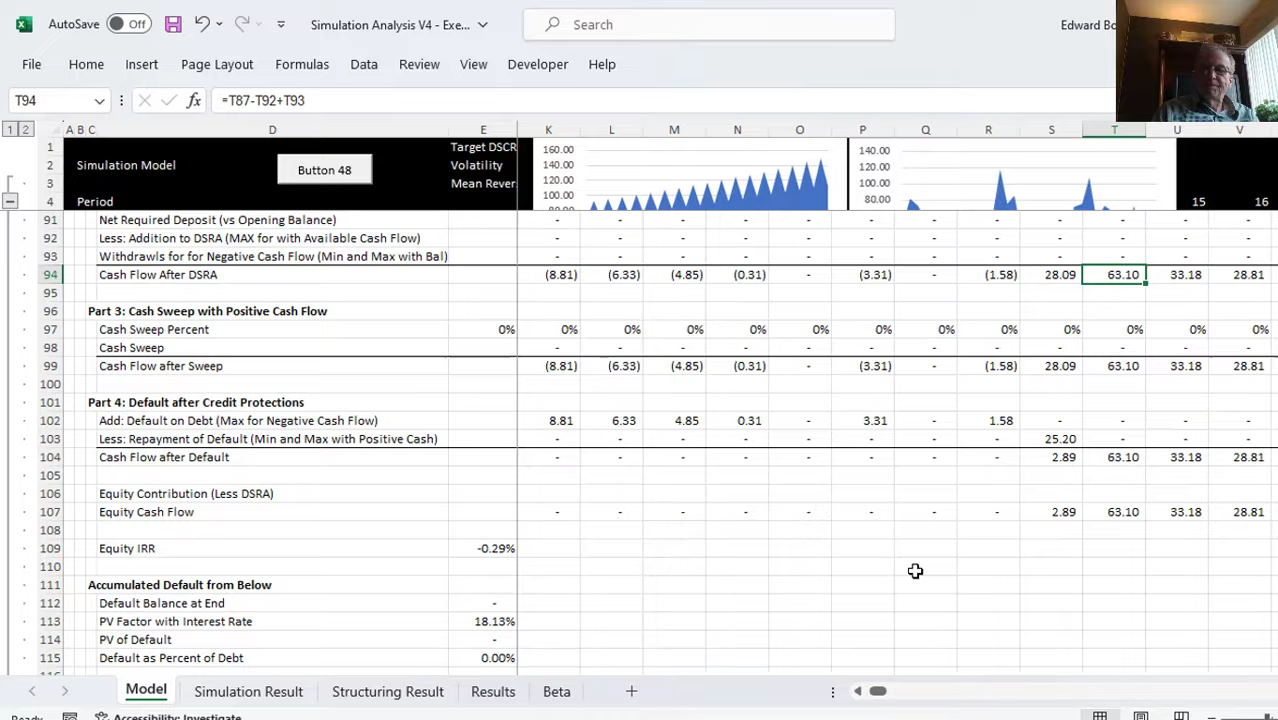 AutoSave Off Simulation Analysis V4 - Exe... Search Edward Bo
File Home Insert Page Layout Formulas Data Review View Developer Help
T94 fx =T87-T92+T93
1 2 A B C D E K L M N O P Q R S T U V
1 Target DSCR 160.00 140.00
2 Simulation Model Button 48 Volatility 140.00 120.00
3 Mean Rever 120.00 100.00
4 Period 100.00 80.00 15 16
91 Net Required Deposit (vs Opening Balance) - - - - - - - - - - - -
92 Less: Addition to DSRA (MAX for with Available Cash Flow) - - - - - - - - - - - -
93 Withdrawls for for Negative Cash Flow (Min and Max with Bal) - - - - - - - - - - - -
94 Cash Flow After DSRA (8.81) (6.33) (4.85) (0.31) - (3.31) - (1.58) 28.09 63.10 33.18 28.81
95
96 Part 3: Cash Sweep with Positive Cash Flow
97 Cash Sweep Percent 0% 0% 0% 0% 0% 0% 0% 0% 0% 0% 0% 0% 0%
98 Cash Sweep - - - - - - - - - - - -
99 Cash Flow after Sweep (8.81) (6.33) (4.85) (0.31) - (3.31) - (1.58) 28.09 63.10 33.18 28.81
100
101 Part 4: Default after Credit Protections
102 Add: Default on Debt (Max for Negative Cash Flow) 8.81 6.33 4.85 0.31 - 3.31 - 1.58 - - - -
103 Less: Repayment of Default (Min and Max with Positive Cash) - - - - - - - - 25.20 - - -
104 Cash Flow after Default - - - - - - - - 2.89 63.10 33.18 28.81
105
106 Equity Contribution (Less DSRA)
107 Equity Cash Flow - - - - - - - - 2.89 63.10 33.18 28.81
108
109 Equity IRR -0.29%
110
111 Accumulated Default from Below
112 Default Balance at End -
113 PV Factor with Interest Rate 18.13%
114 PV of Default -
115 Default as Percent of Debt 0.00%
Model Simulation Result Structuring Result Results Beta
Ready Accessibility: Investigate